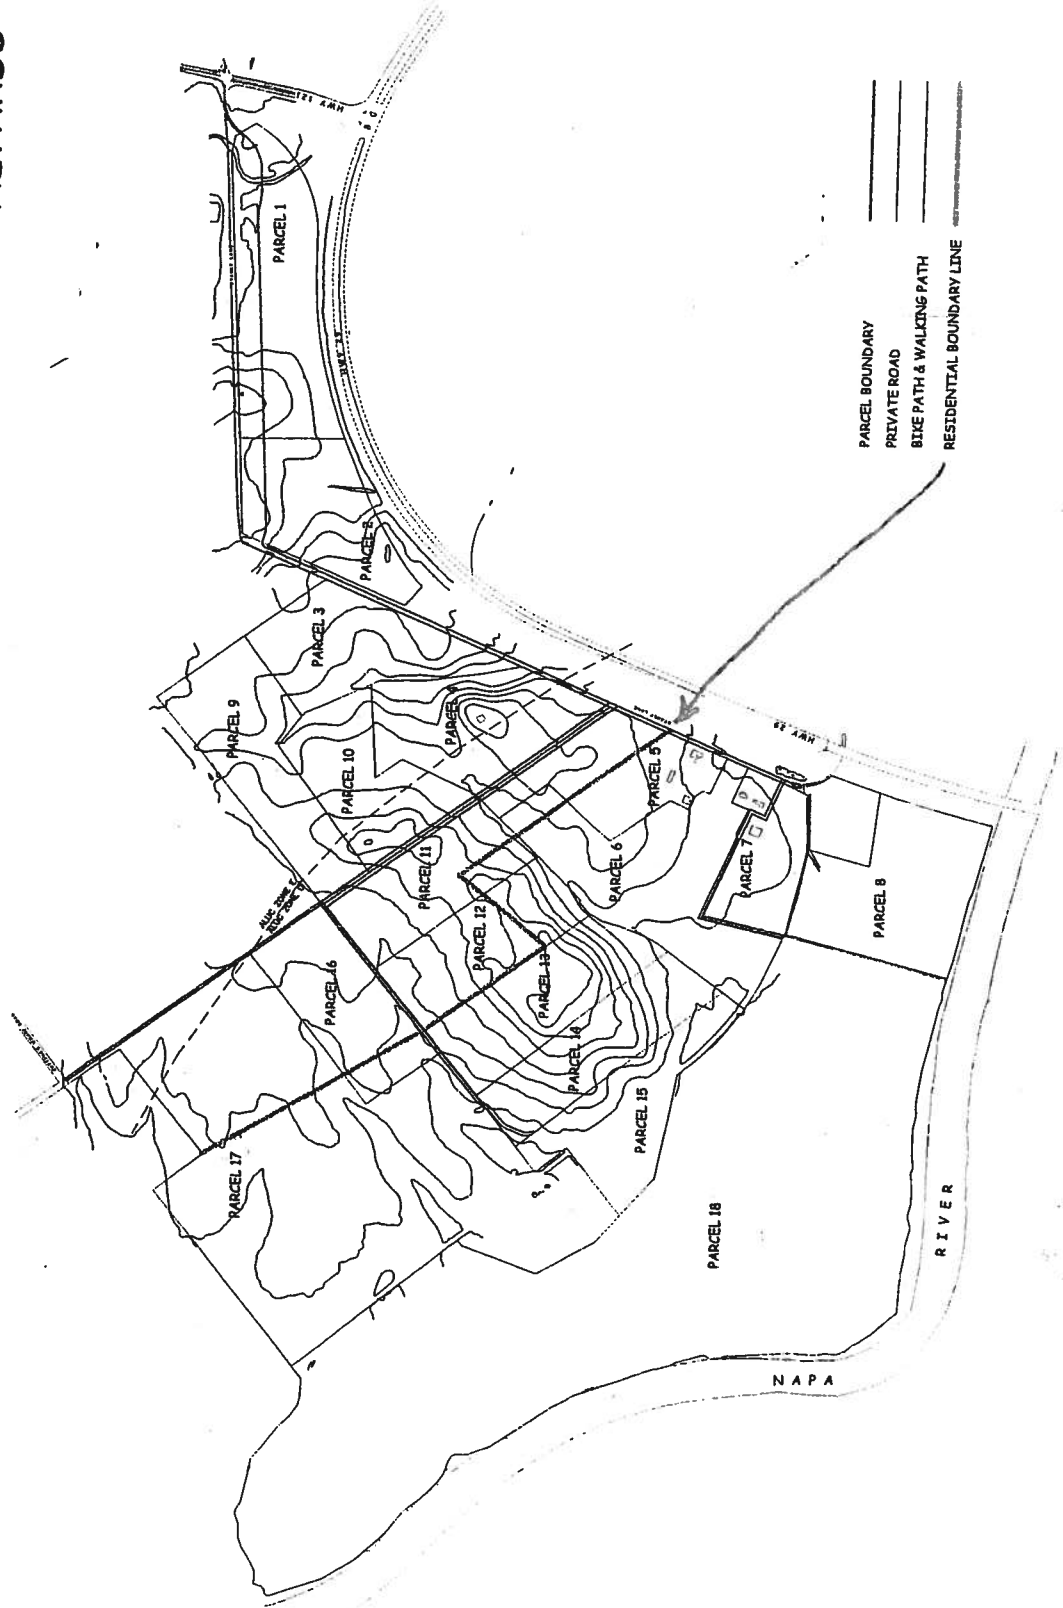 HWY 121
PARCEL 1
HWY 29
PARCEL 2
PARCEL 3
PARCEL 9
PARCEL
PARCEL 10
PARCEL 5
PARCEL 11
PARCEL 6
PARCEL 7
PARCEL 8
PARCEL 12
PARCEL 13
PARCEL 14
PARCEL 15
PARCEL 16
PARCEL 17
PARCEL 18
HWY 29
NAPA
RIVER
PARCEL BOUNDARY
PRIVATE ROAD
BIKE PATH & WALKING PATH
RESIDENTIAL BOUNDARY LINE